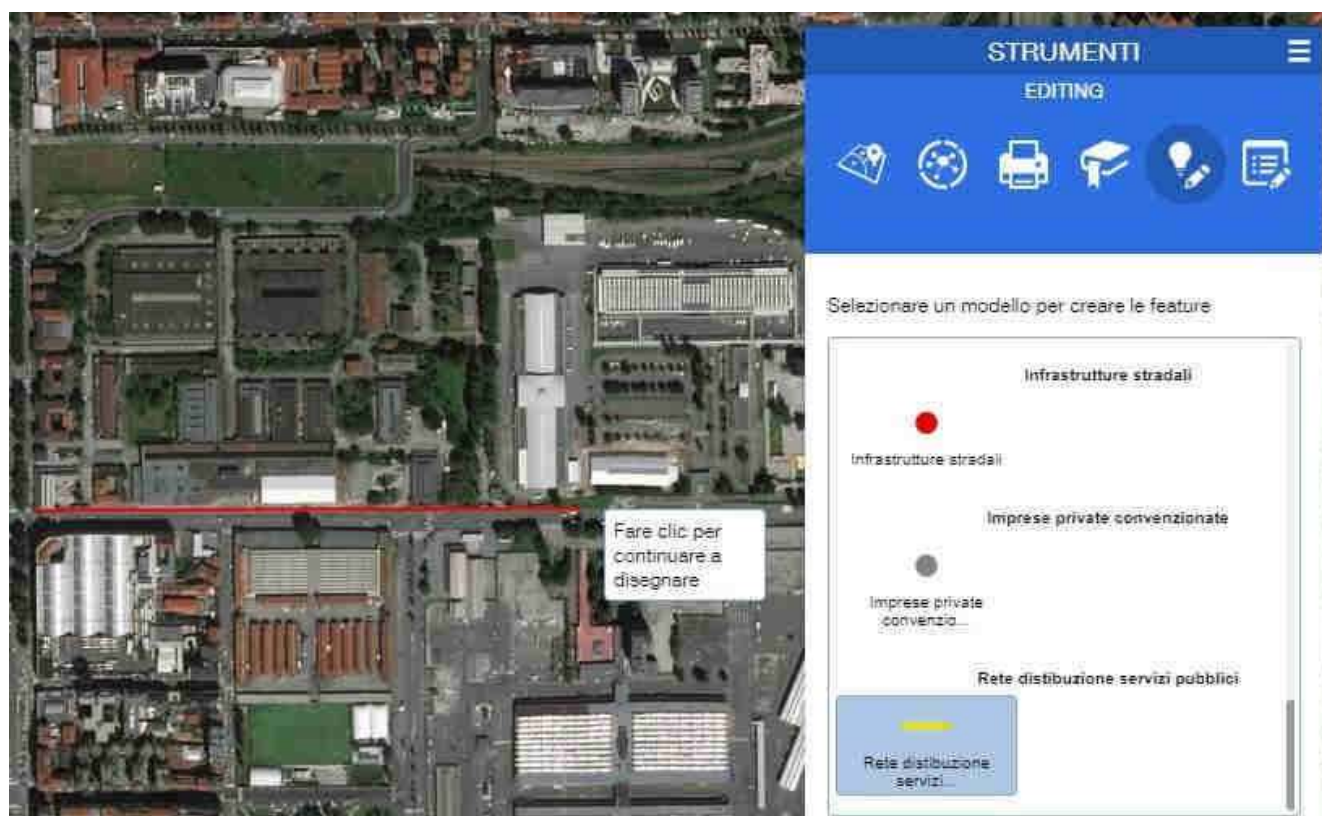 STRUMENTI
EDITING
Selezionare un modello per creare le feature
Infrastrutture stradali
Infrastrutture stradali
Imprese private convenzionate
Imprese private
convenzio...
Rete distibuzione servizi pubblici
Rete distibuzione
servizi...
Fare clic per
continuare a
disegnare